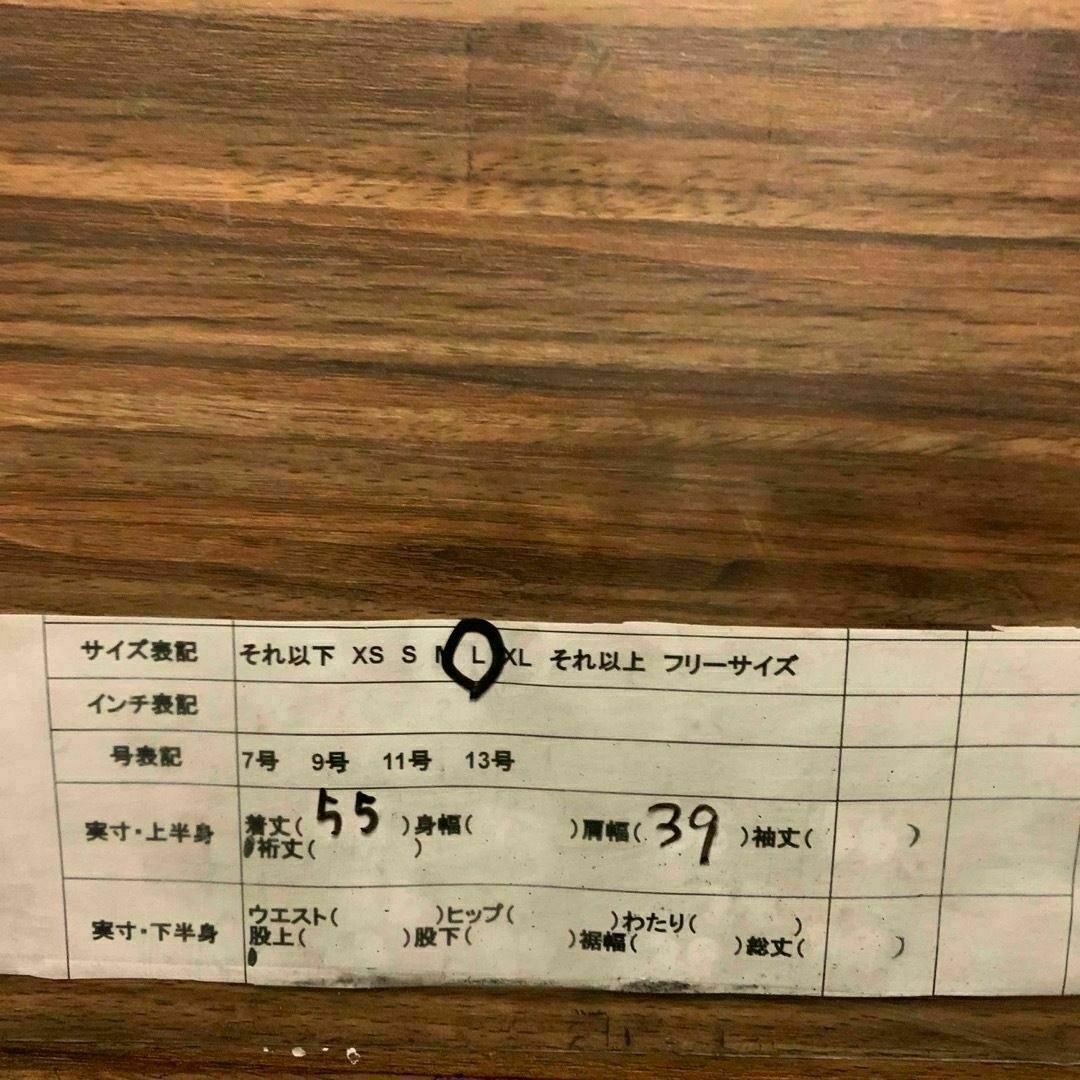 サイズ表記 それ以下 XS S M L XL それ以上 フリーサイズ
インチ表記
号表記 7号 9号 11号 13号
実寸・上半身 着丈( 55 )身幅( )肩幅( 39 )袖丈( )
裄丈( )
実寸・下半身 ウエスト( )ヒップ( )わたり( )
股上( )股下( )裾幅( )総丈( )